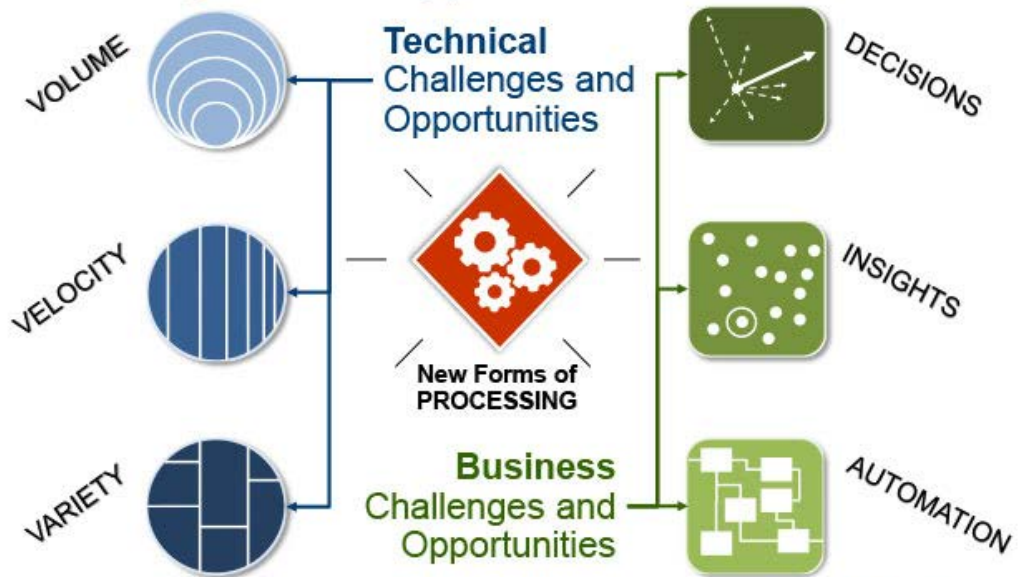 VOLUME
VELOCITY
VARIETY
Technical
Challenges and
Opportunities
New Forms of
PROCESSING
Business
Challenges and
Opportunities
DECISIONS
INSIGHTS
AUTOMATION